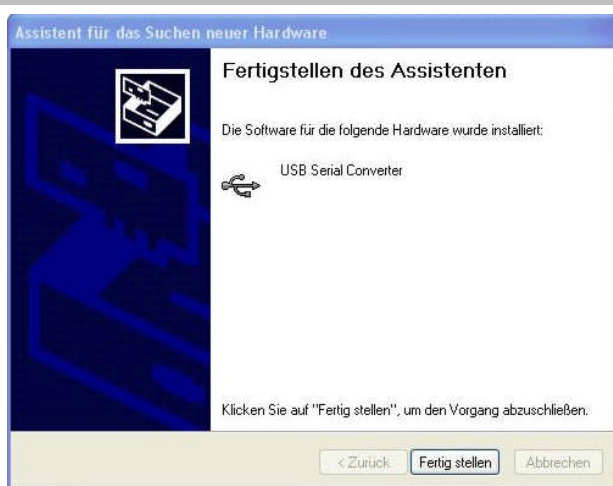 Assistent für das Suchen neuer Hardware
Fertigstellen des Assistenten
Die Software für die folgende Hardware wurde installiert:
USB Serial Converter
Klicken Sie auf "Fertig stellen", um den Vorgang abzuschließen.
< Zurück Fertig stellen Abbrechen